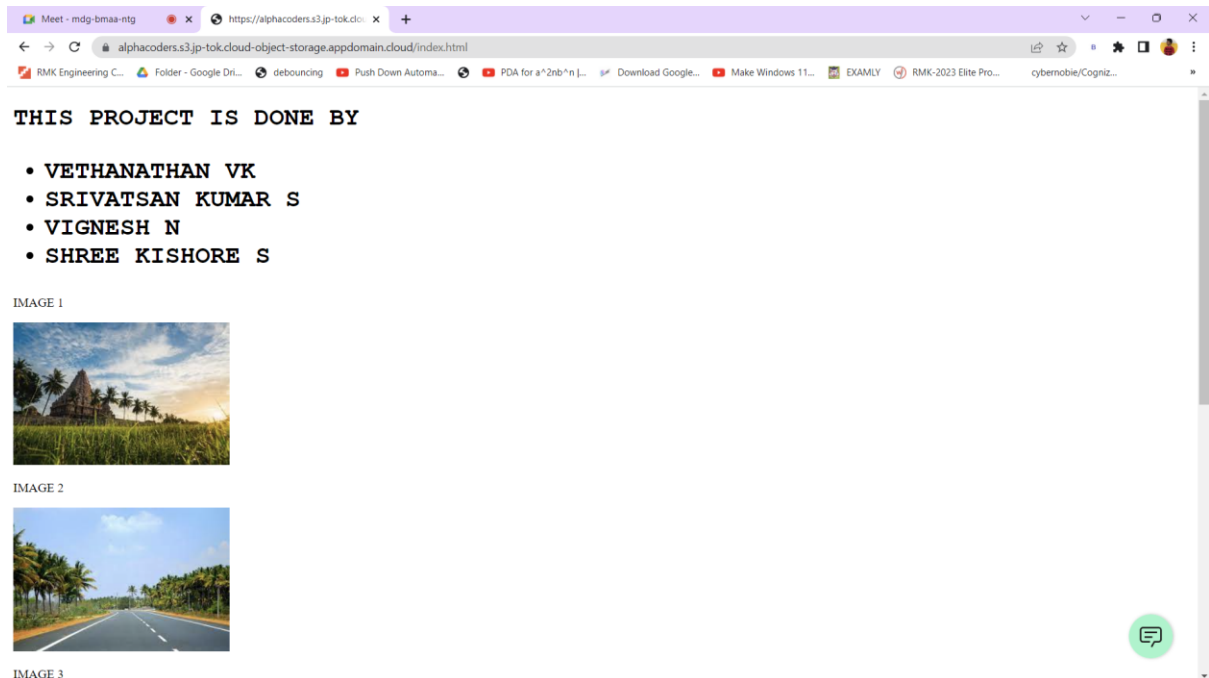 Meet - mdg-bmaa-ntg
https://alphacoders.s3.jp-tok.clo
alphacoders.s3.jp-tok.cloud-object-storage.appdomain.cloud/index.html
RMK Engineering C... Folder - Google Dri... debouncing Push Down Automa... PDA for a^2nb^n |... Download Google... Make Windows 11... EXAMLY RMK-2023 Elite Pro... cybernobie/Cogniz... »
THIS PROJECT IS DONE BY
• VETHANATHAN VK
• SRIVATSAN KUMAR S
• VIGNESH N
• SHREE KISHORE S
IMAGE 1
IMAGE 2
IMAGE 3